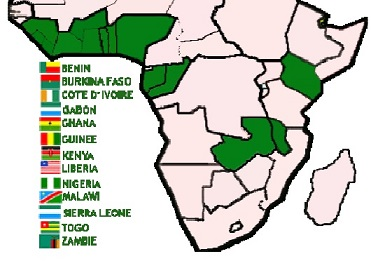 BENIN
BURKINA FASO
COTE D'IVOIRE
GABON
GHANA
GUINEE
KENYA
LIBERIA
NIGERIA
MALAWI
SIERRA LEONE
TOGO
ZAMBIE